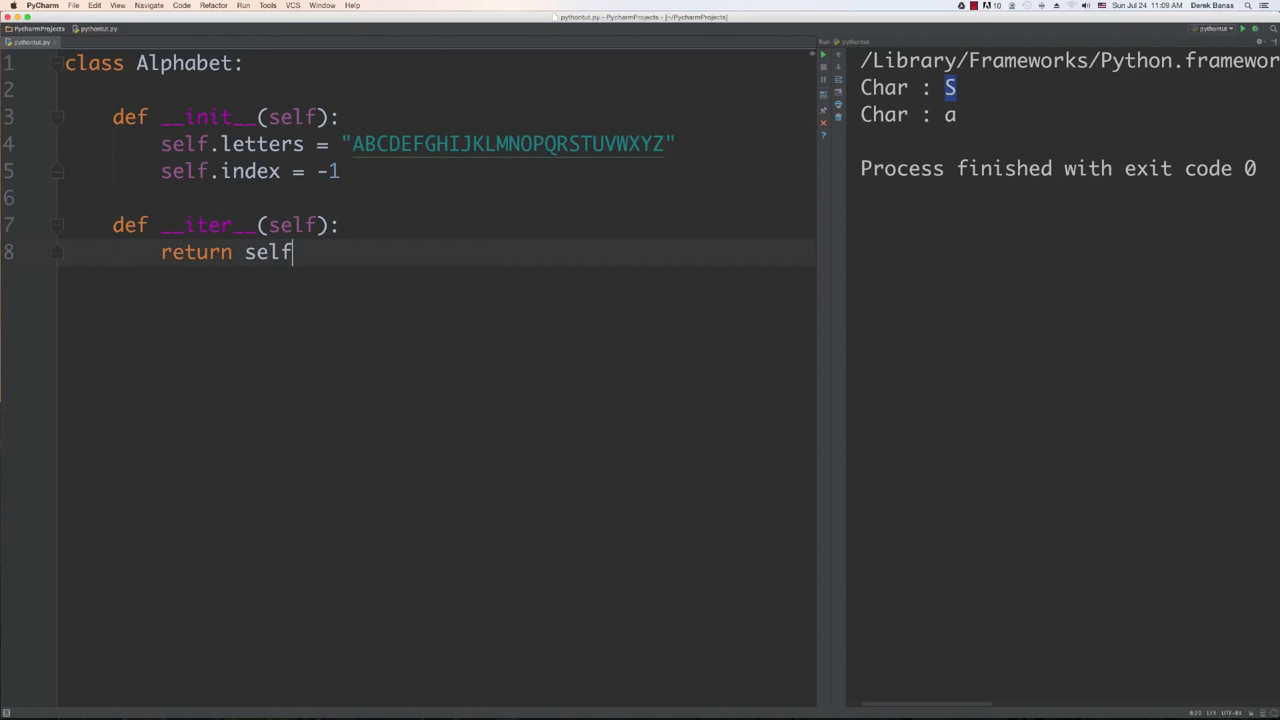 PyCharm File Edit View Navigate Code Refactor Run Tools VCS Window Help
10
Sun Jul 24 11:09 AM Derek Banas
pythontut.py - PycharmProjects - [~/PycharmProjects]
PycharmProjects pythontut.py
pythontut
pythontut.py
Run: pythontut
1 class Alphabet:
2
3 def __init__(self):
4 self.letters = "ABCDEFGHIJKLMNOPQRSTUVWXYZ"
5 self.index = -1
6
7 def __iter__(self):
8 return self
/Library/Frameworks/Python.framewor
Char : S
Char : a
Process finished with exit code 0
8:20 LF÷ UTF-8÷